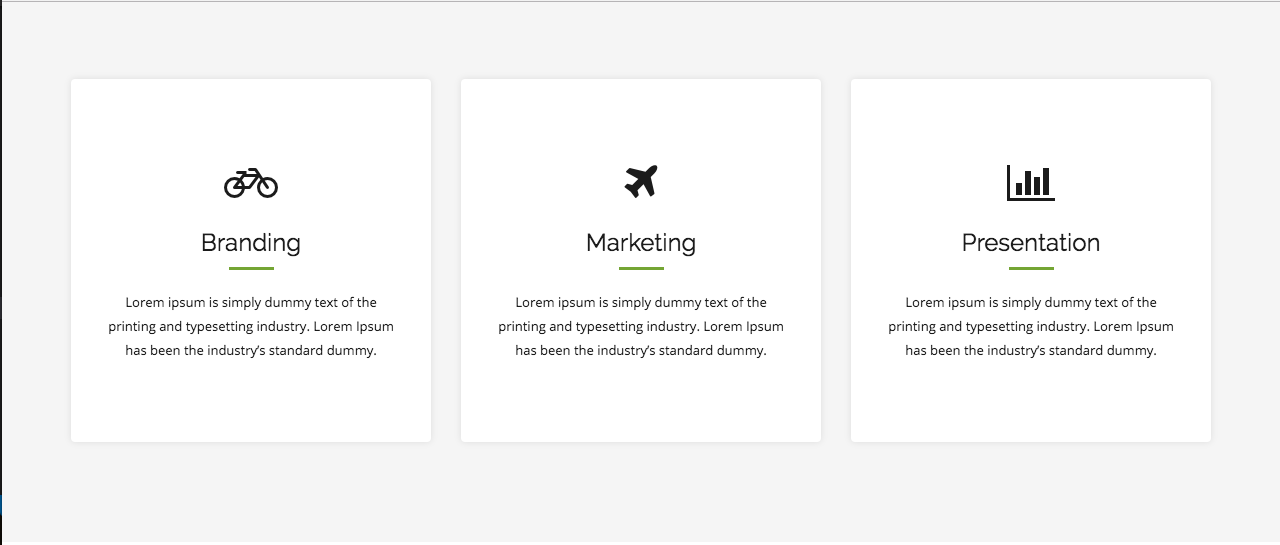 Branding
Lorem ipsum is simply dummy text of the
printing and typesetting industry. Lorem Ipsum
has been the industry’s standard dummy.
Marketing
Lorem ipsum is simply dummy text of the
printing and typesetting industry. Lorem Ipsum
has been the industry’s standard dummy.
Presentation
Lorem ipsum is simply dummy text of the
printing and typesetting industry. Lorem Ipsum
has been the industry’s standard dummy.